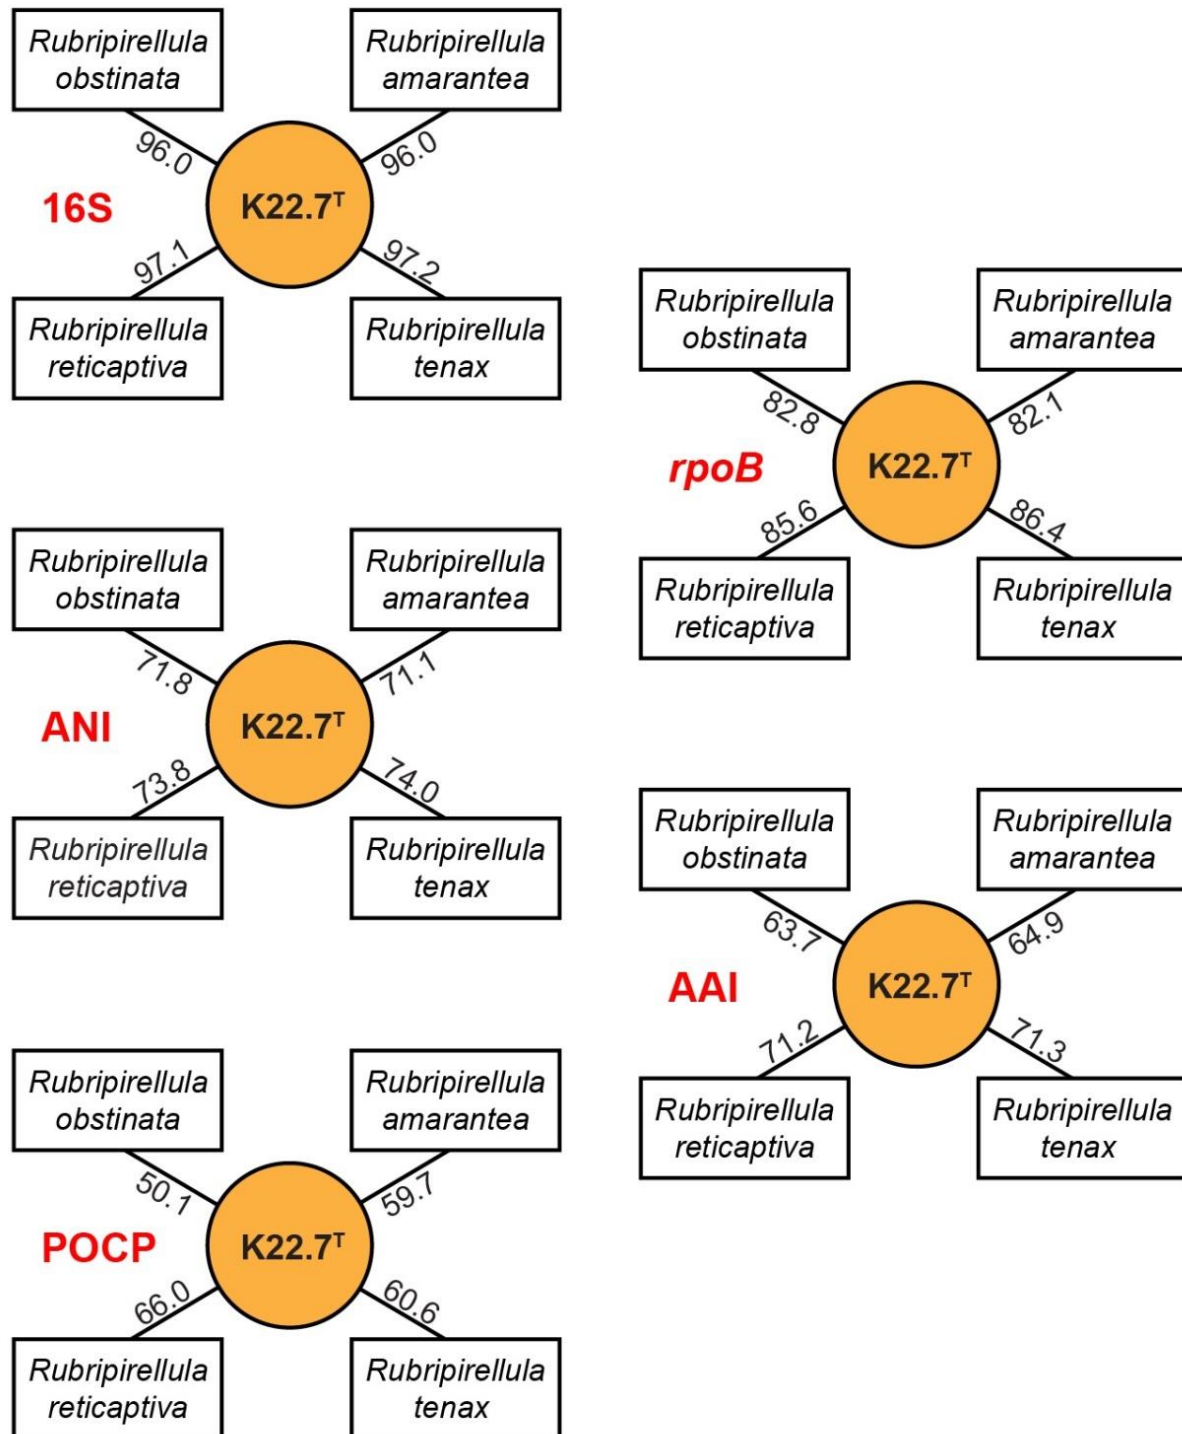 Rubripirellula
obstinata
Rubripirellula
amarantea
96.0
96.0
16S
K22.7ᵀ
97.1
97.2
Rubripirellula
reticaptiva
Rubripirellula
tenax
Rubripirellula
obstinata
Rubripirellula
amarantea
82.8
82.1
rpoB
K22.7ᵀ
85.6
86.4
Rubripirellula
reticaptiva
Rubripirellula
tenax
Rubripirellula
obstinata
Rubripirellula
amarantea
71.8
71.1
ANI
K22.7ᵀ
73.8
74.0
Rubripirellula
reticaptiva
Rubripirellula
tenax
Rubripirellula
obstinata
Rubripirellula
amarantea
63.7
64.9
AAI
K22.7ᵀ
71.2
71.3
Rubripirellula
reticaptiva
Rubripirellula
tenax
Rubripirellula
obstinata
Rubripirellula
amarantea
50.1
59.7
POCP
K22.7ᵀ
66.0
60.6
Rubripirellula
reticaptiva
Rubripirellula
tenax